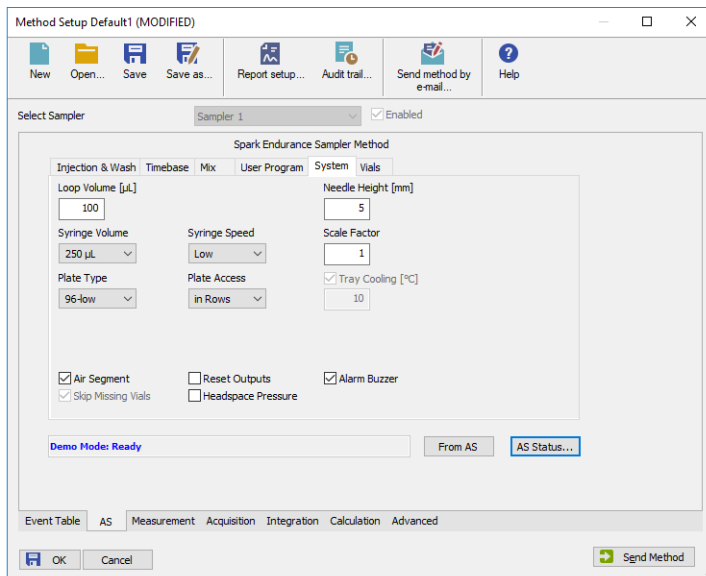 Method Setup Default1 (MODIFIED)
New Open... Save Save as... Report setup... Audit trail... Send method by e-mail... Help
Select Sampler Sampler 1 Enabled
Spark Endurance Sampler Method
Injection & Wash Timebase Mix User Program System Vials
Loop Volume [µL] Needle Height [mm]
100 5
Syringe Volume Syringe Speed Scale Factor
250 µL Low 1
Plate Type Plate Access Tray Cooling [°C]
96-low in Rows 10
Air Segment Reset Outputs Alarm Buzzer
Skip Missing Vials Headspace Pressure
Demo Mode: Ready From AS AS Status...
Event Table AS Measurement Acquisition Integration Calculation Advanced
OK Cancel Send Method